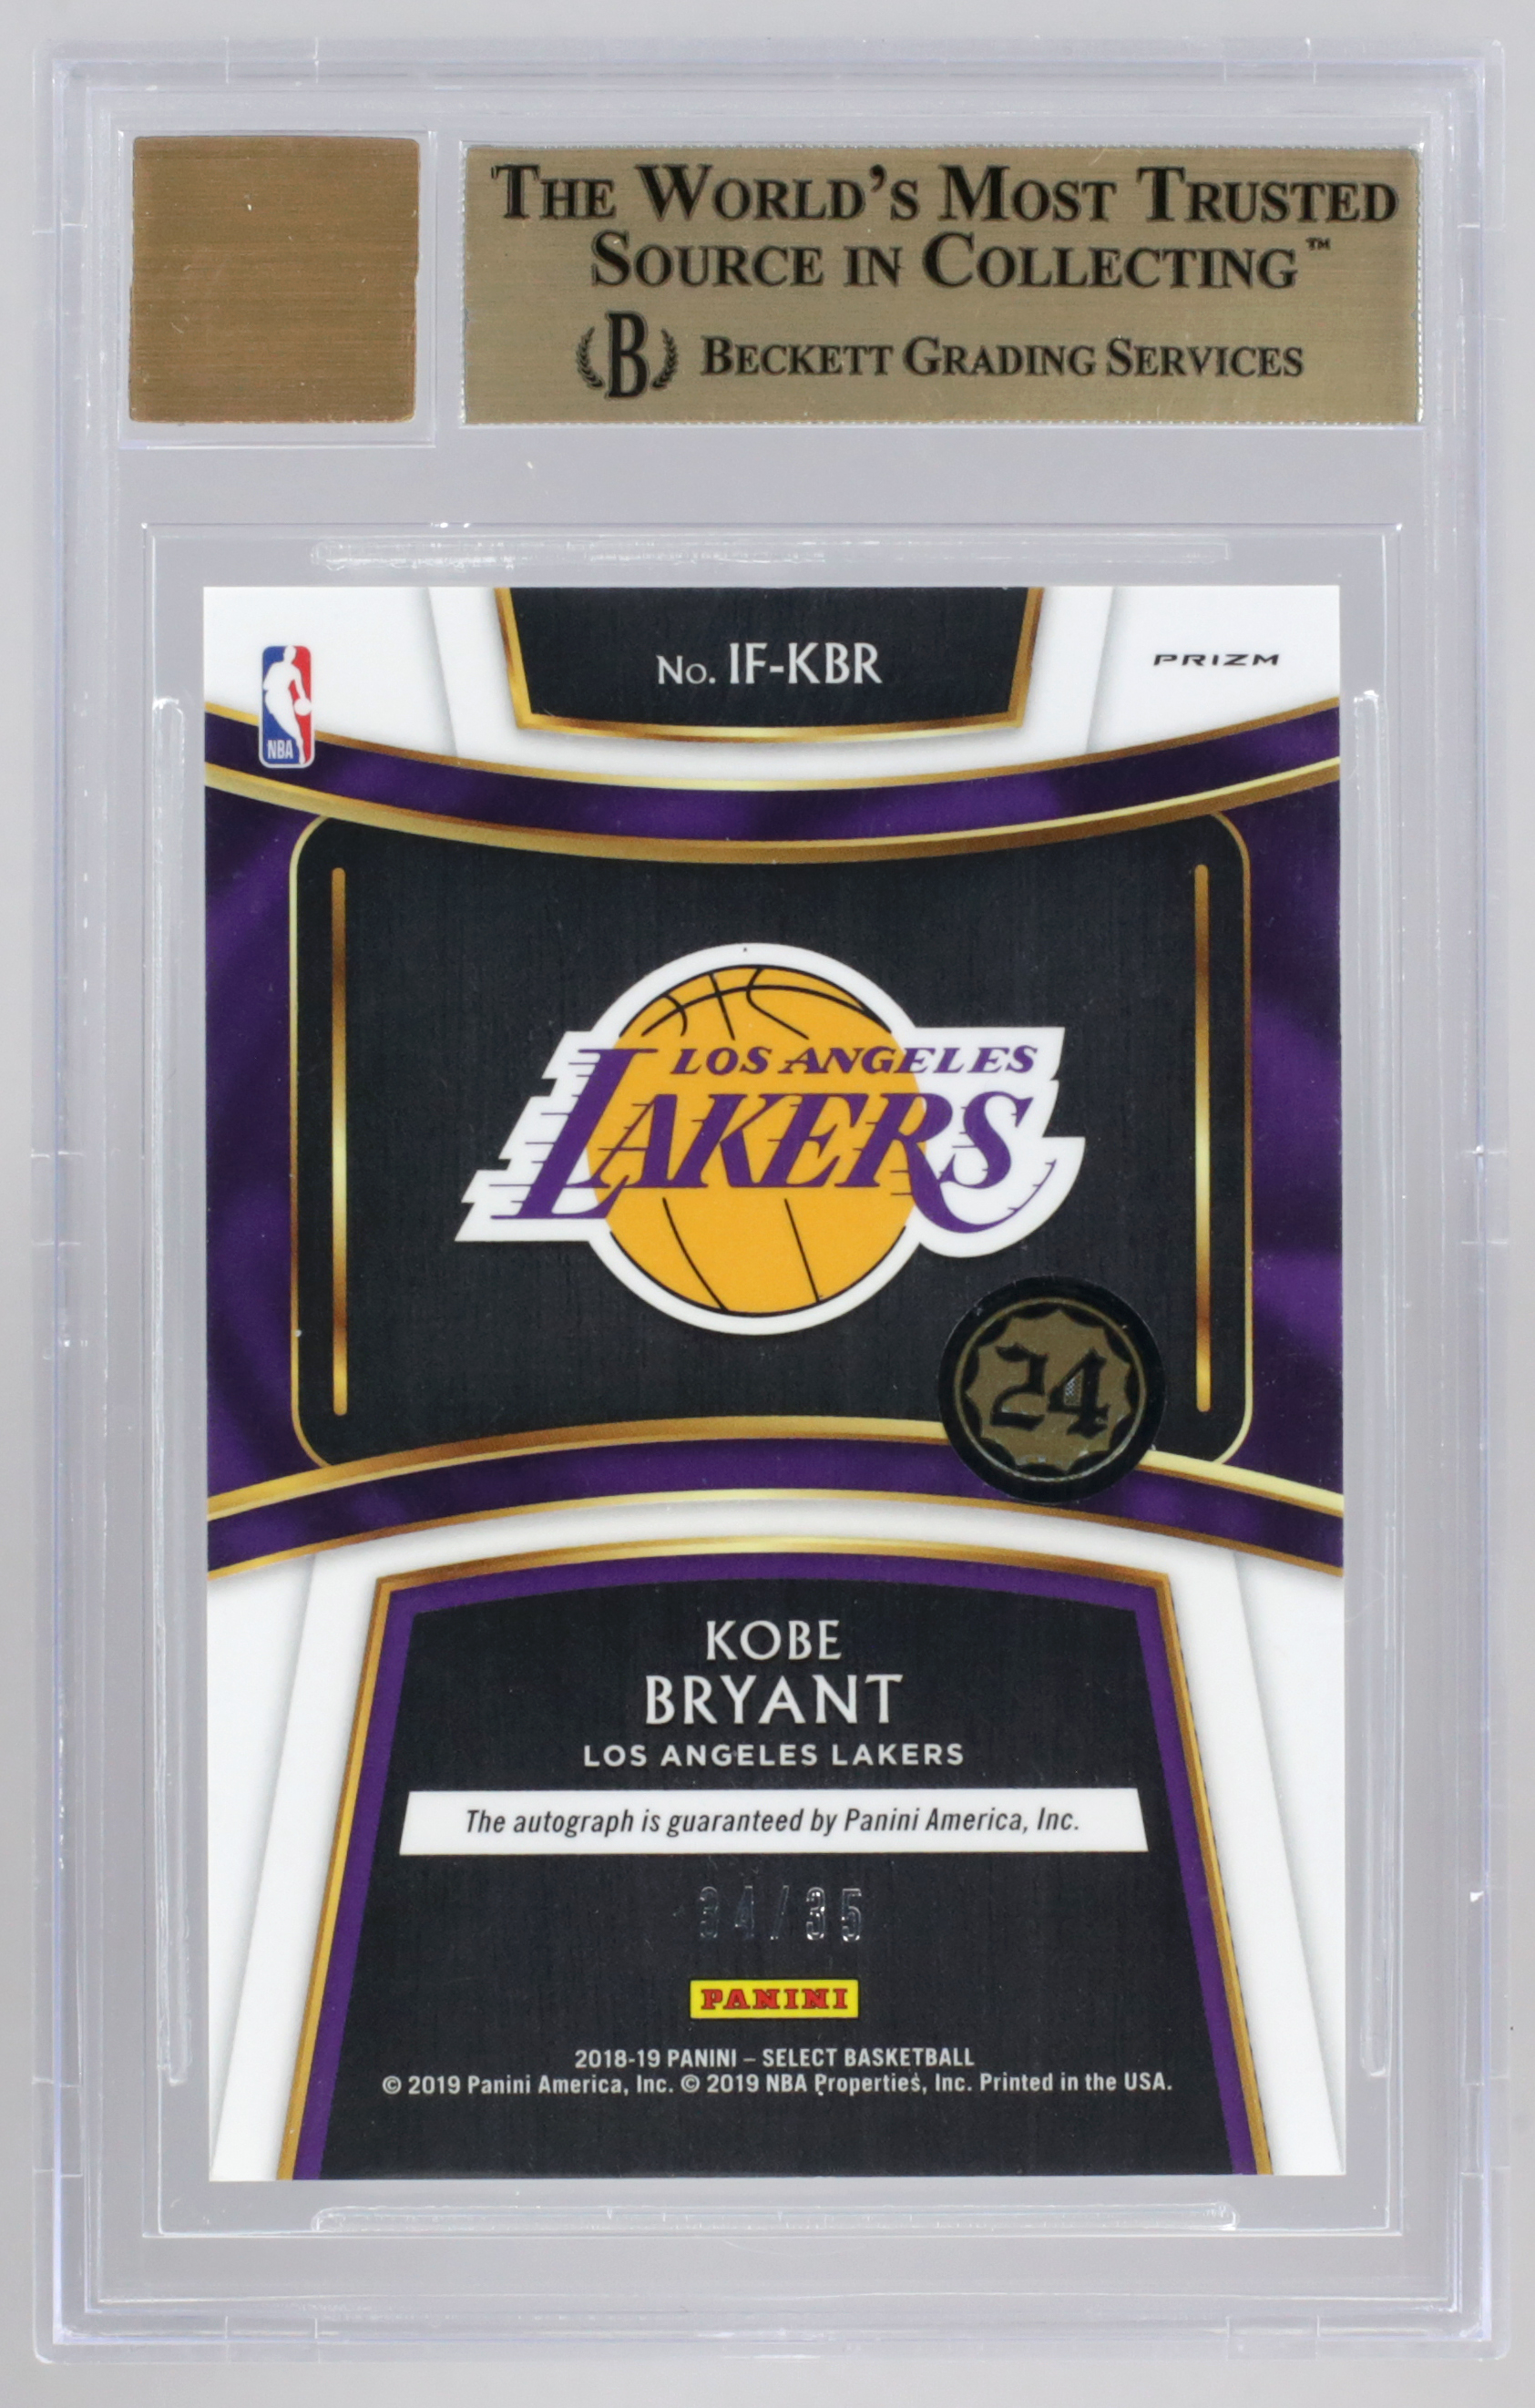 THE WORLD'S MOST TRUSTED
SOURCE IN COLLECTING™
B BECKETT GRADING SERVICES
No. IF-KBR
PRIZM
NBA
LOS ANGELES
LAKERS
24
KOBE
BRYANT
LOS ANGELES LAKERS
The autograph is guaranteed by Panini America, Inc.
34/35
PANINI
2018-19 PANINI – SELECT BASKETBALL
© 2019 Panini America, Inc. © 2019 NBA Properties, Inc. Printed in the USA.